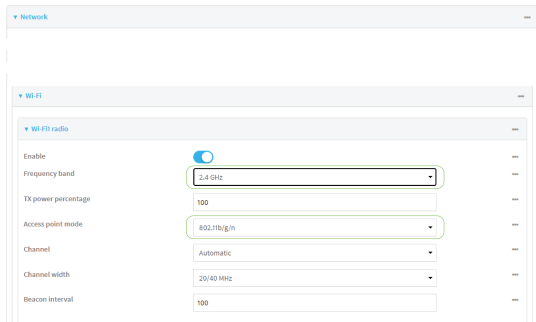 Network
Wi-Fi
Wi-Fi1 radio
Enable
Frequency band 2.4 GHz
TX power percentage 100
Access point mode 802.11b/g/n
Channel Automatic
Channel width 20/40 MHz
Beacon interval 100